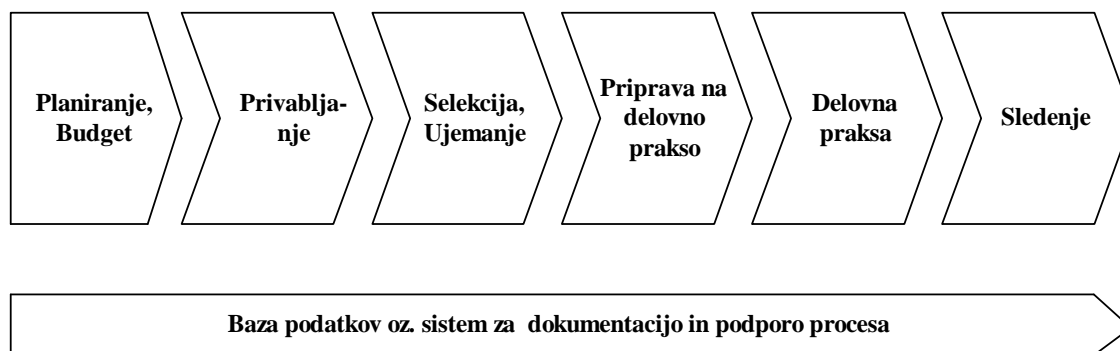 Planiranje,
Budget
Privablja-
nje
Selekcija,
Ujemanje
Priprava na
delovno
prakso
Delovna
praksa
Sledenje
Baza podatkov oz. sistem za dokumentacijo in podporo procesa